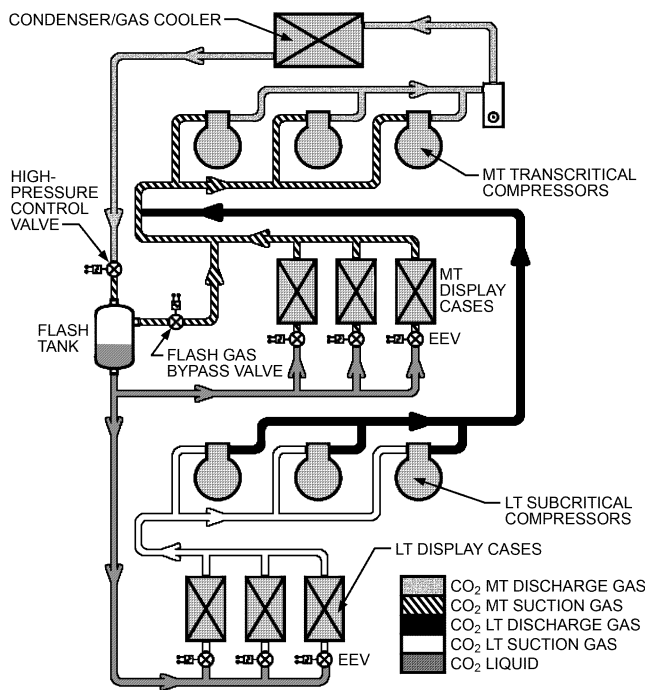 CONDENSER/GAS COOLER
HIGH-
PRESSURE
CONTROL
VALVE
MT TRANSCRITICAL
COMPRESSORS
MT
DISPLAY
CASES
FLASH
TANK
FLASH GAS
BYPASS VALVE
EEV
LT SUBCRITICAL
COMPRESSORS
LT DISPLAY CASES
EEV
CO₂ MT DISCHARGE GAS
CO₂ MT SUCTION GAS
CO₂ LT DISCHARGE GAS
CO₂ LT SUCTION GAS
CO₂ LIQUID